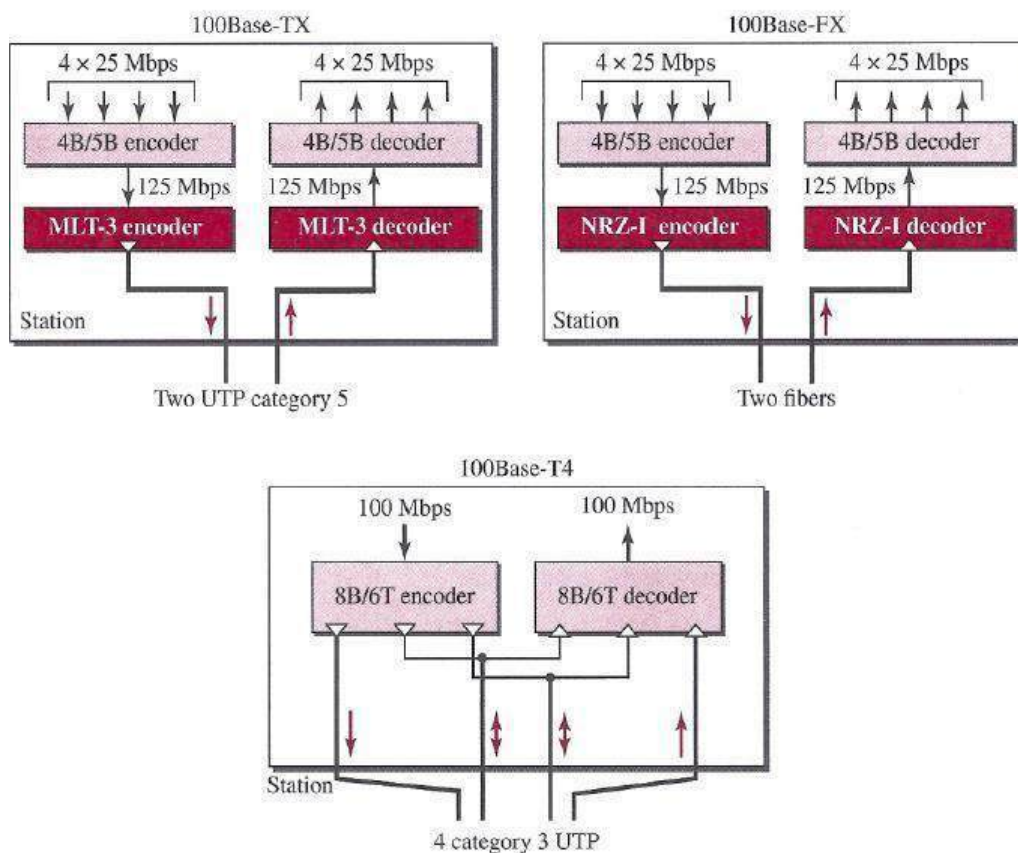 100Base-TX
4 × 25 Mbps
4 × 25 Mbps
4B/5B encoder
4B/5B decoder
125 Mbps
125 Mbps
MLT-3 encoder
MLT-3 decoder
Station
Two UTP category 5
100Base-FX
4 × 25 Mbps
4 × 25 Mbps
4B/5B encoder
4B/5B decoder
125 Mbps
125 Mbps
NRZ-I encoder
NRZ-I decoder
Station
Two fibers
100Base-T4
100 Mbps
100 Mbps
8B/6T encoder
8B/6T decoder
Station
4 category 3 UTP